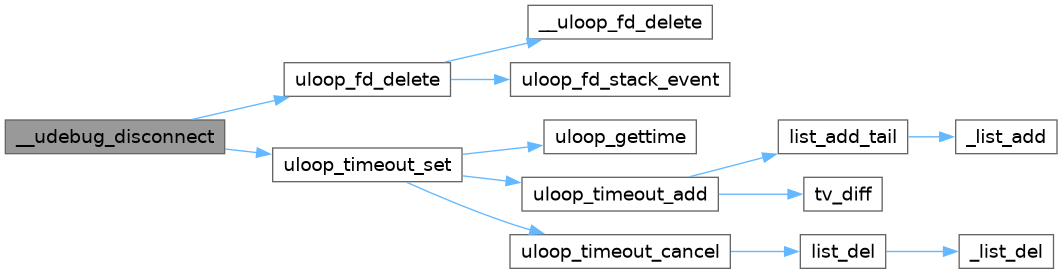 __uloop_fd_delete
uloop_fd_delete
uloop_fd_stack_event
__udebug_disconnect
uloop_gettime
list_add_tail
_list_add
uloop_timeout_set
uloop_timeout_add
tv_diff
uloop_timeout_cancel
list_del
_list_del